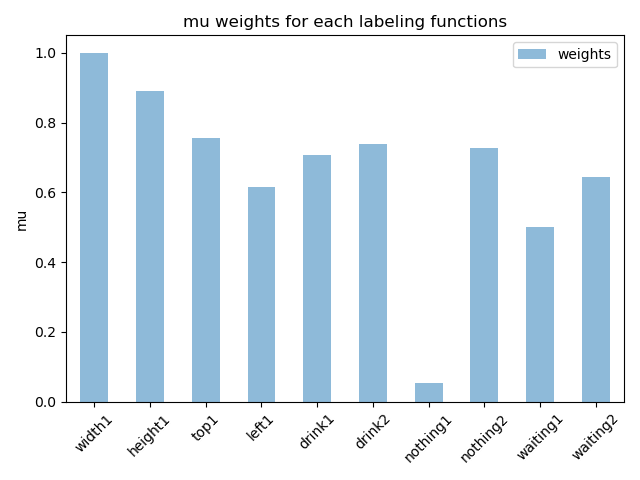 mu weights for each labeling functions
weights
mu
1.0
0.8
0.6
0.4
0.2
0.0
width1
height1
top1
left1
drink1
drink2
nothing1
nothing2
waiting1
waiting2